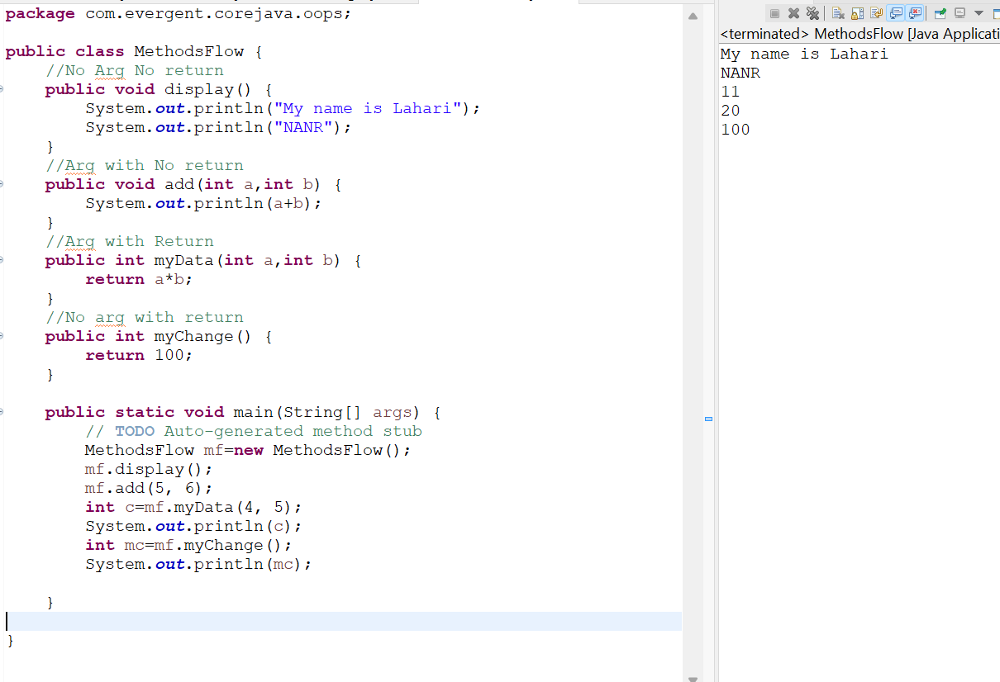 package com.evergent.corejava.oops;
public class MethodsFlow {
//No Arg No return
public void display() {
System.out.println("My name is Lahari");
System.out.println("NANR");
}
//Arg with No return
public void add(int a,int b) {
System.out.println(a+b);
}
//Arg with Return
public int myData(int a,int b) {
return a*b;
}
//No arg with return
public int myChange() {
return 100;
}
public static void main(String[] args) {
// TODO Auto-generated method stub
MethodsFlow mf=new MethodsFlow();
mf.display();
mf.add(5, 6);
int c=mf.myData(4, 5);
System.out.println(c);
int mc=mf.myChange();
System.out.println(mc);
}
}
<terminated> MethodsFlow [Java Applicati
My name is Lahari
NANR
11
20
100